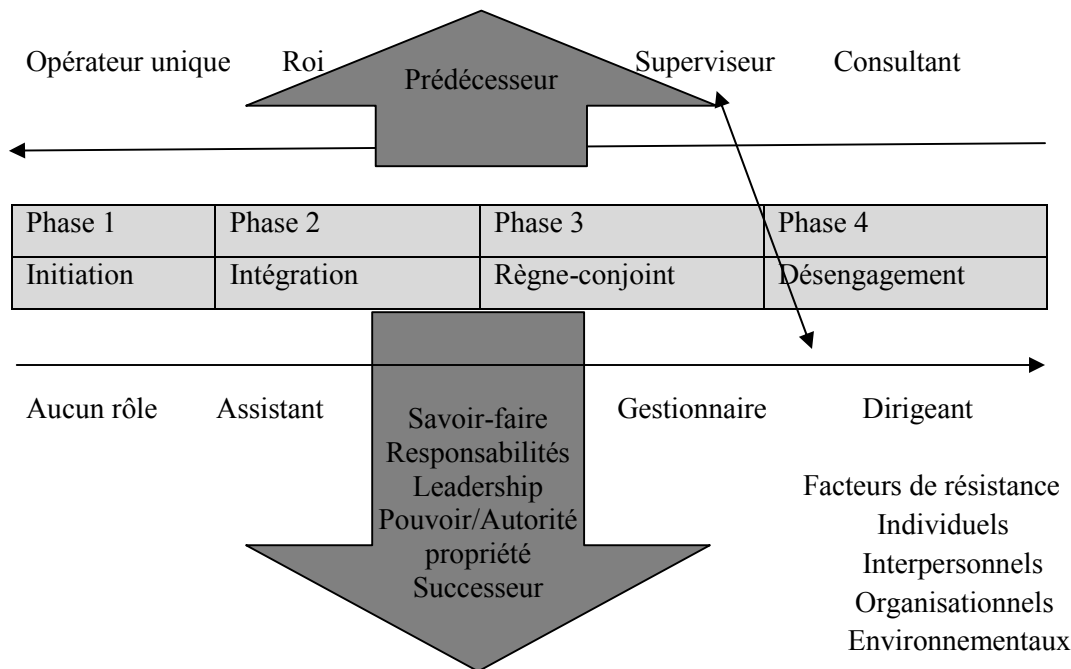 Opérateur unique Roi Prédécesseur Superviseur Consultant
Phase 1 Phase 2 Phase 3 Phase 4
Initiation Intégration Règne-conjoint Désengagement
Aucun rôle Assistant Gestionnaire Dirigeant
Savoir-faire
Responsabilités
Leadership
Pouvoir/Autorité
propriété
Successeur
Facteurs de résistance
Individuels
Interpersonnels
Organisationnels
Environnementaux